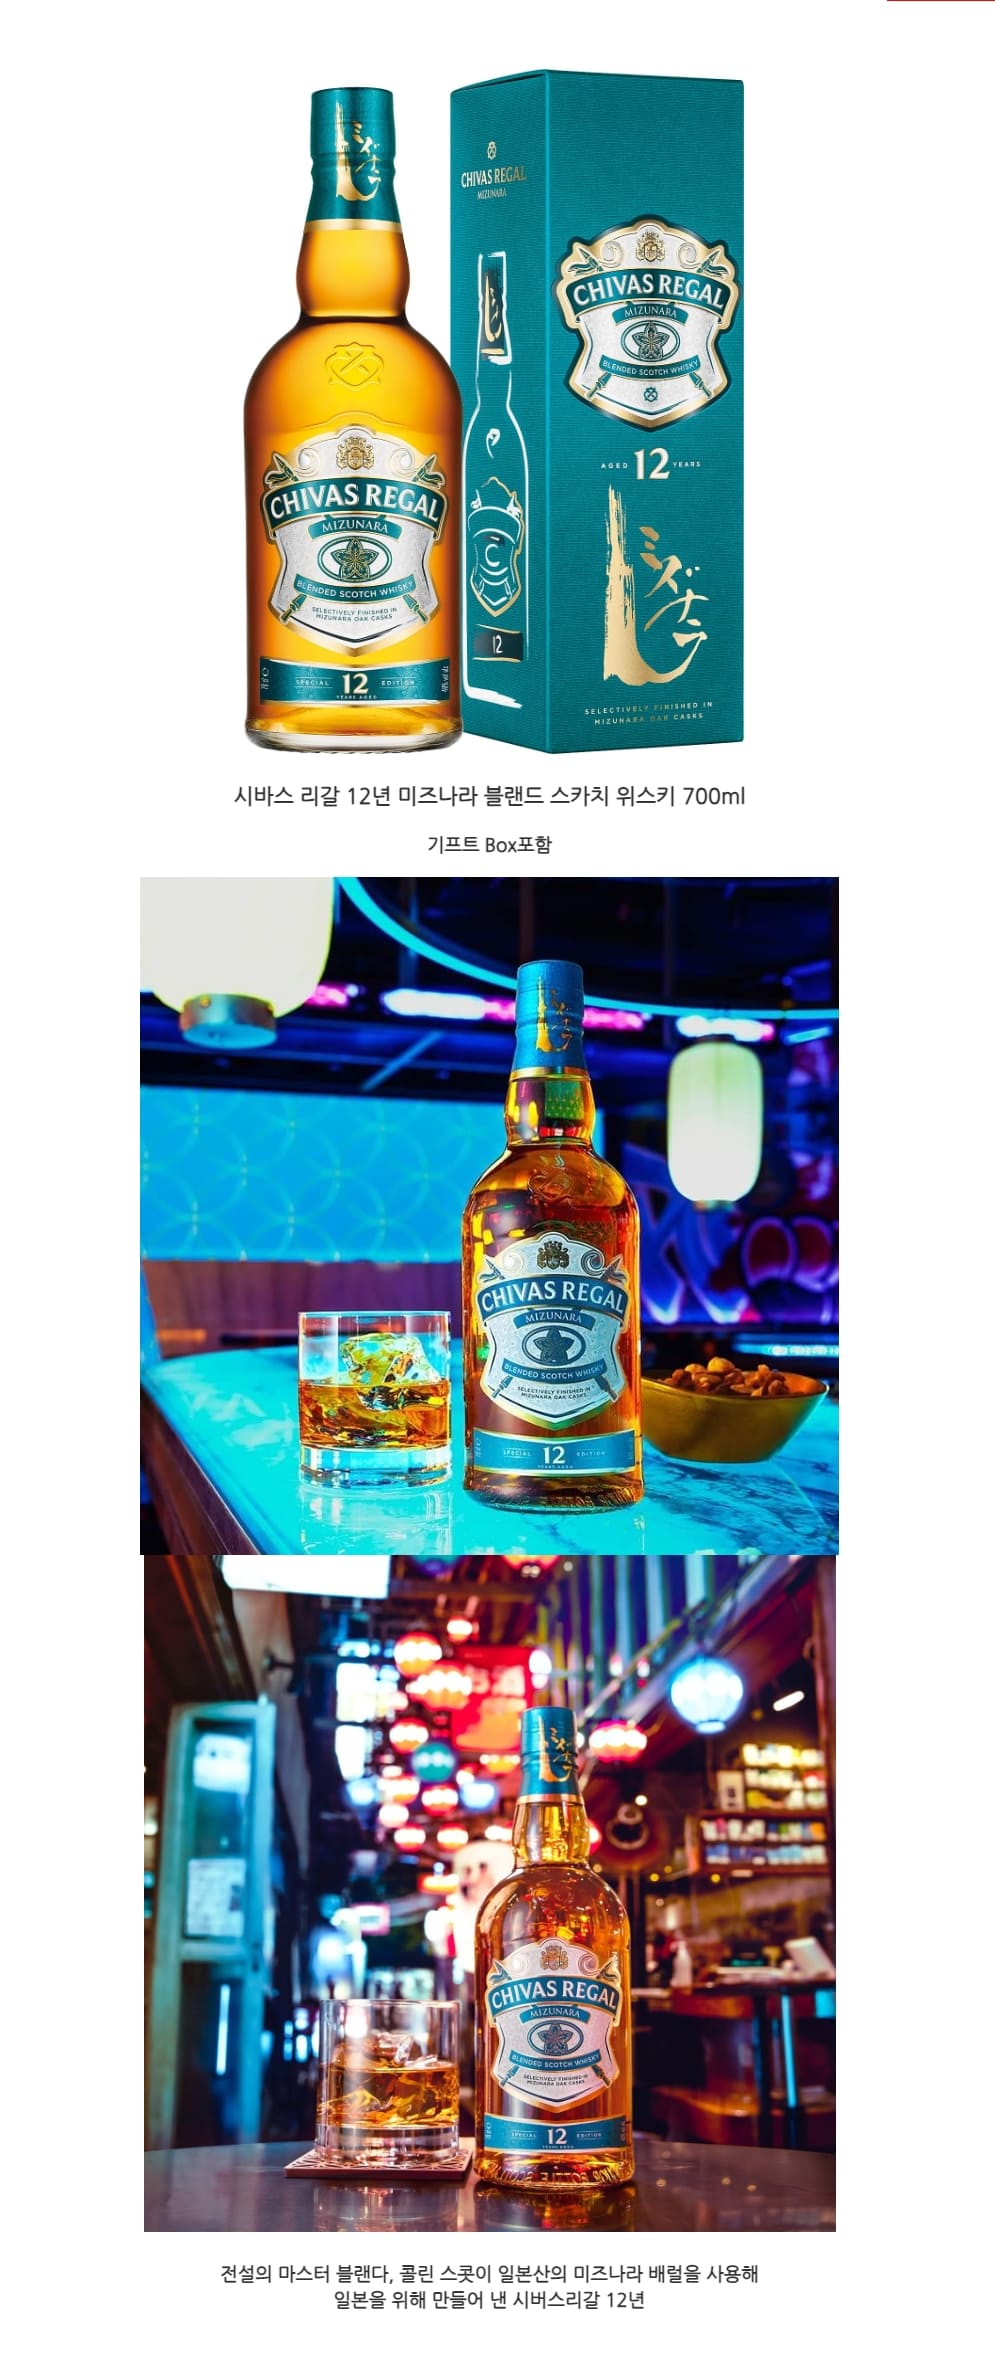 ミズナラ
CHIVAS REGAL
MIZUNARA
BLENDED SCOTCH WHISKY
SELECTIVELY FINISHED IN
MIZUNARA OAK CASKS
SPECIAL 12 EDITION
YEARS AGED
CHIVAS REGAL
MIZUNARA
12
CHIVAS REGAL
MIZUNARA
BLENDED SCOTCH WHISKY
AGED 12 YEARS
ミズナラ
SELECTIVELY FINISHED IN
MIZUNARA OAK CASKS
시바스 리갈 12년 미즈나라 블랜드 스카치 위스키 700ml
기프트 Box포함
ミズナラ
CHIVAS REGAL
MIZUNARA
BLENDED SCOTCH WHISKY
SELECTIVELY FINISHED IN
MIZUNARA OAK CASKS
SPECIAL 12 EDITION
YEARS AGED
ミズナラ
CHIVAS REGAL
MIZUNARA
BLENDED SCOTCH WHISKY
SELECTIVELY FINISHED IN
MIZUNARA OAK CASKS
SPECIAL 12 EDITION
YEARS AGED
전설의 마스터 블랜다, 콜린 스콧이 일본산의 미즈나라 배럴을 사용해
일본을 위해 만들어 낸 시버스리갈 12년